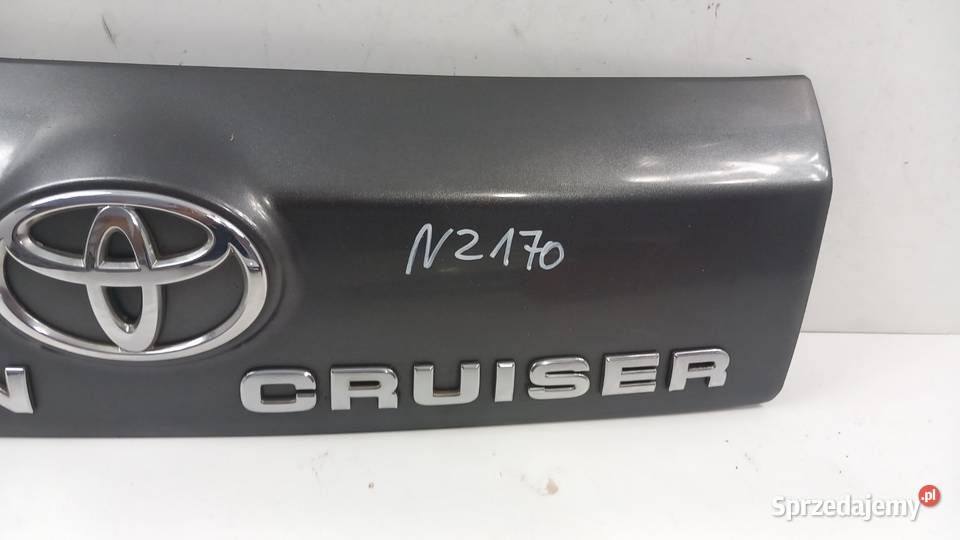 N2170
N CRUISER
Sprzedajemy.pl